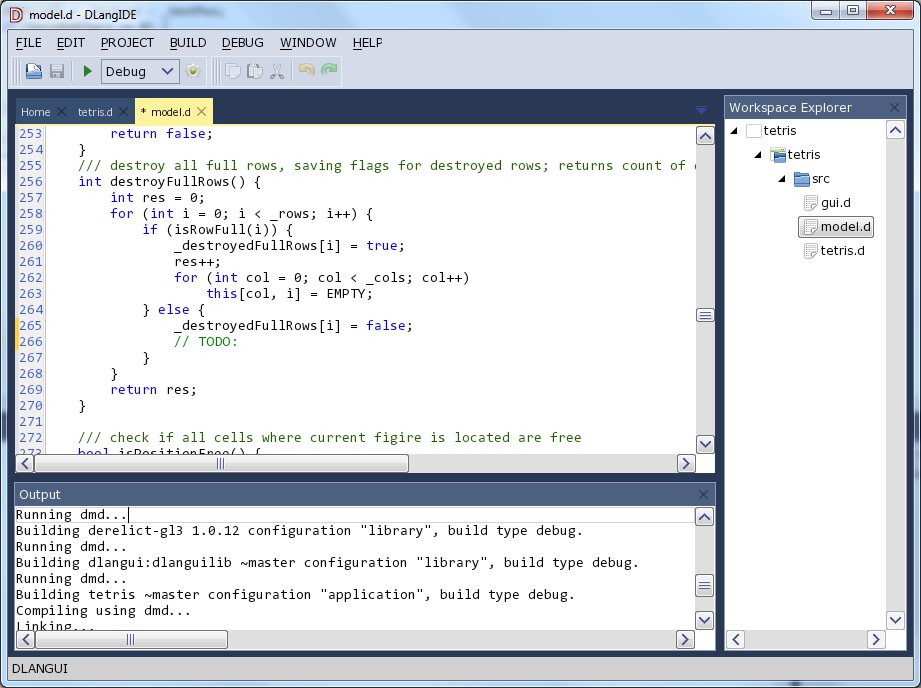 model.d - DLangIDE
FILE EDIT PROJECT BUILD DEBUG WINDOW HELP
Debug
Home tetris.d * model.d
253 return false;
254 }
255 /// destroy all full rows, saving flags for destroyed rows; returns count of
256 int destroyFullRows() {
257 int res = 0;
258 for (int i = 0; i < _rows; i++) {
259 if (isRowFull(i)) {
260 _destroyedFullRows[i] = true;
261 res++;
262 for (int col = 0; col < _cols; col++)
263 this[col, i] = EMPTY;
264 } else {
265 _destroyedFullRows[i] = false;
266 // TODO:
267 }
268 }
269 return res;
270 }
271
272 /// check if all cells where current figire is located are free
273 bool isPositionFree() {
Output
Running dmd...
Building derelict-gl3 1.0.12 configuration "library", build type debug.
Running dmd...
Building dlangui:dlanguilib ~master configuration "library", build type debug.
Running dmd...
Building tetris ~master configuration "application", build type debug.
Compiling using dmd...
Linking...
Workspace Explorer
tetris
tetris
src
gui.d
model.d
tetris.d
DLANGUI